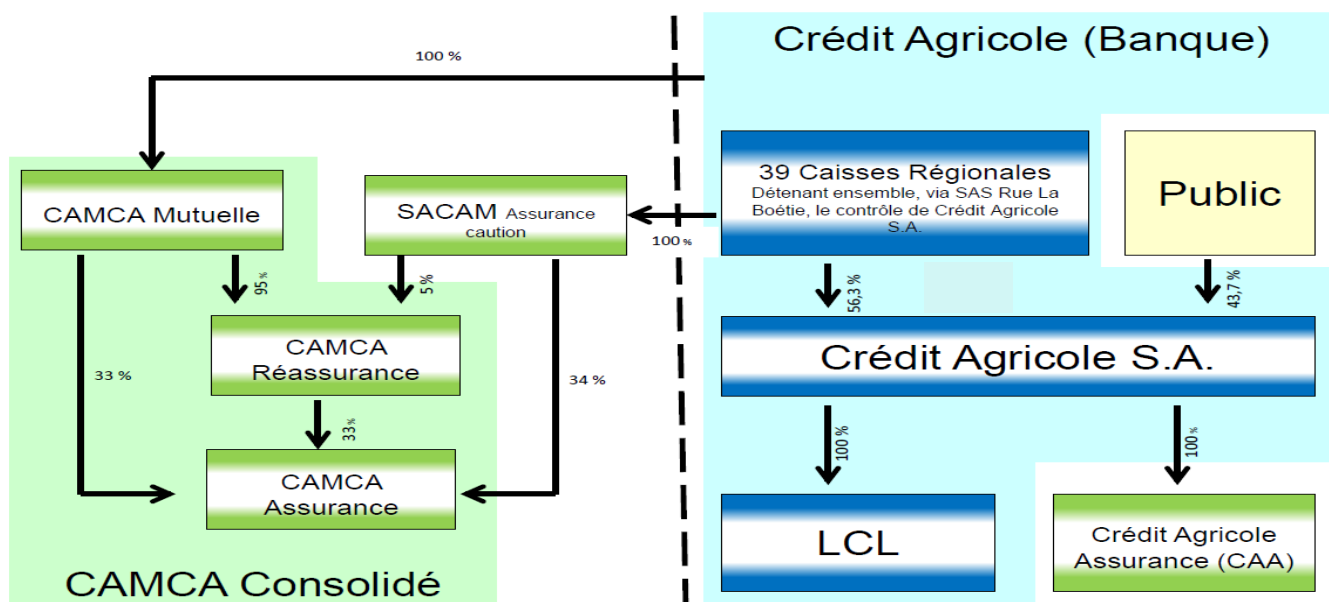 Crédit Agricole (Banque)
100 %
39 Caisses Régionales
Détenant ensemble, via SAS Rue La
Boétie, le contrôle de Crédit Agricole
S.A.
Public
CAMCA Mutuelle
SACAM Assurance
caution
100 %
95 %
5 %
56,3 %
43,7 %
CAMCA
Réassurance
Crédit Agricole S.A.
33 %
34 %
33 %
100 %
100 %
CAMCA
Assurance
LCL
Crédit Agricole
Assurance (CAA)
CAMCA Consolidé